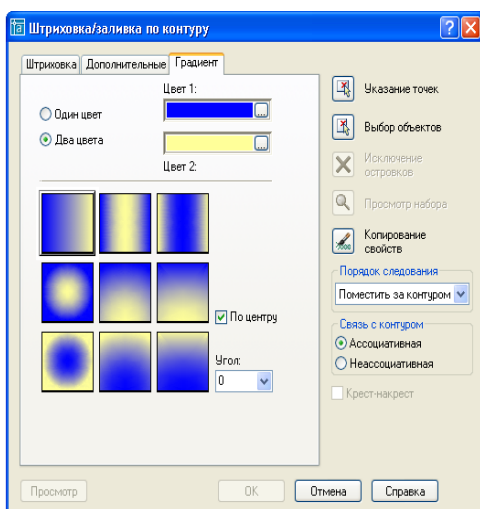 Штриховка/заливка по контуру
Штриховка
Дополнительные
Градиент
Цвет 1:
Один цвет
Два цвета
Цвет 2:
По центру
Угол:
0
Указание точек
Выбор объектов
Исключение
островков
Просмотр набора
Копирование
свойств
Порядок следования
Поместить за контуром
Связь с контуром
Ассоциативная
Неассоциативная
Крест-накрест
Просмотр
OK
Отмена
Справка